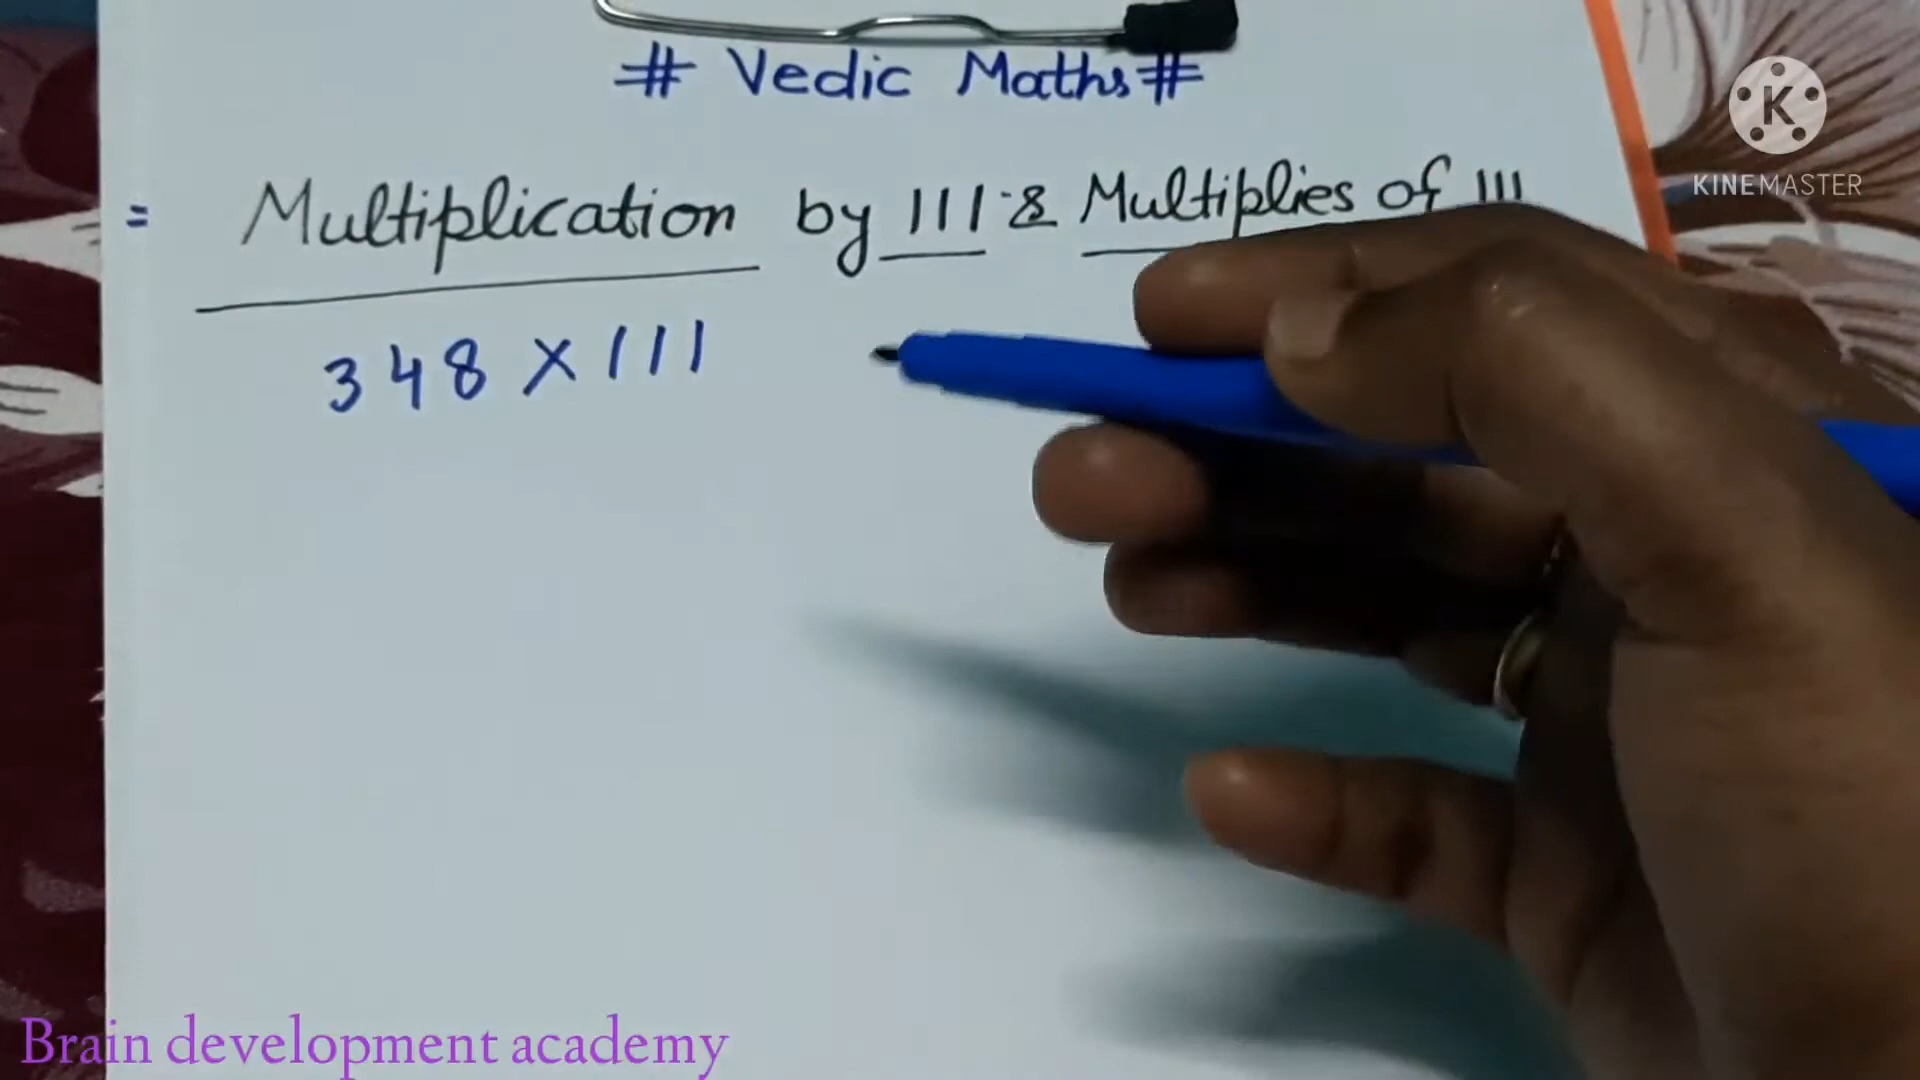 # Vedic Maths #
= Multiplication by 111 & Multiplies of 111
348 × 111
KINEMASTER
Brain development academy